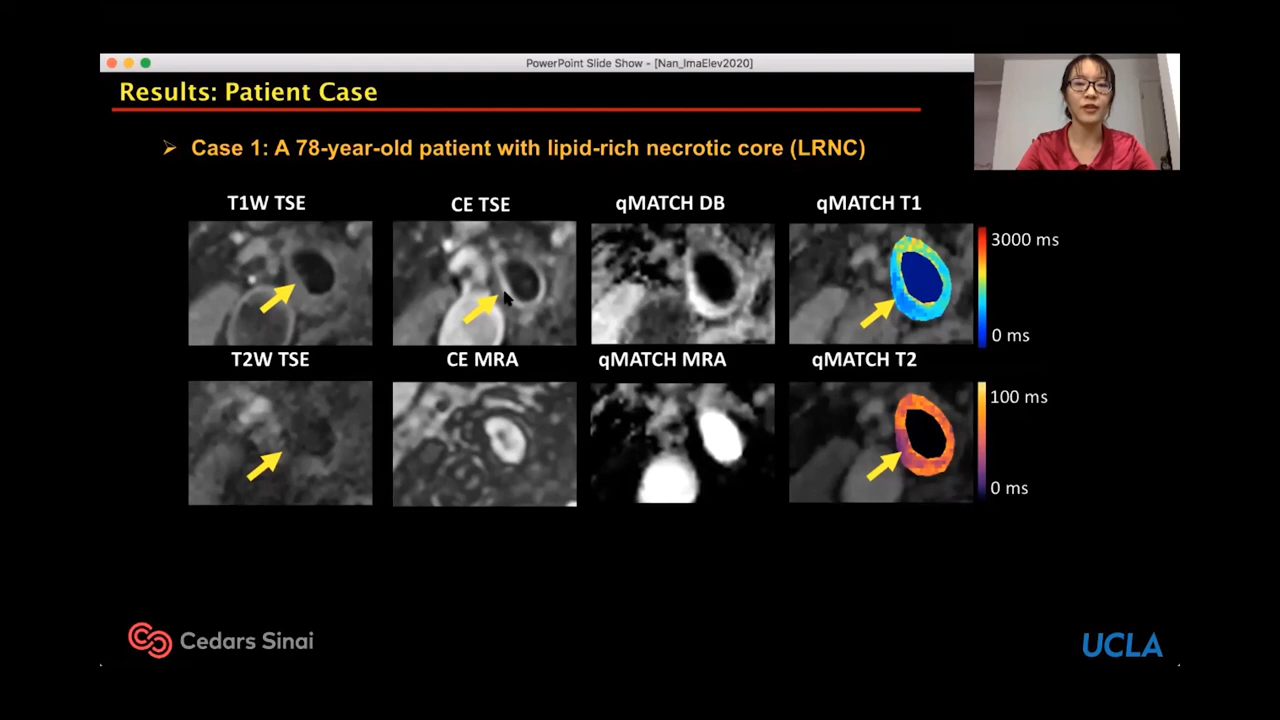 PowerPoint Slide Show - [Nan_ImaElev2020]
Results: Patient Case
➢ Case 1: A 78-year-old patient with lipid-rich necrotic core (LRNC)
T1W TSE
CE TSE
qMATCH DB
qMATCH T1
3000 ms
0 ms
T2W TSE
CE MRA
qMATCH MRA
qMATCH T2
100 ms
0 ms
Cedars Sinai
UCLA